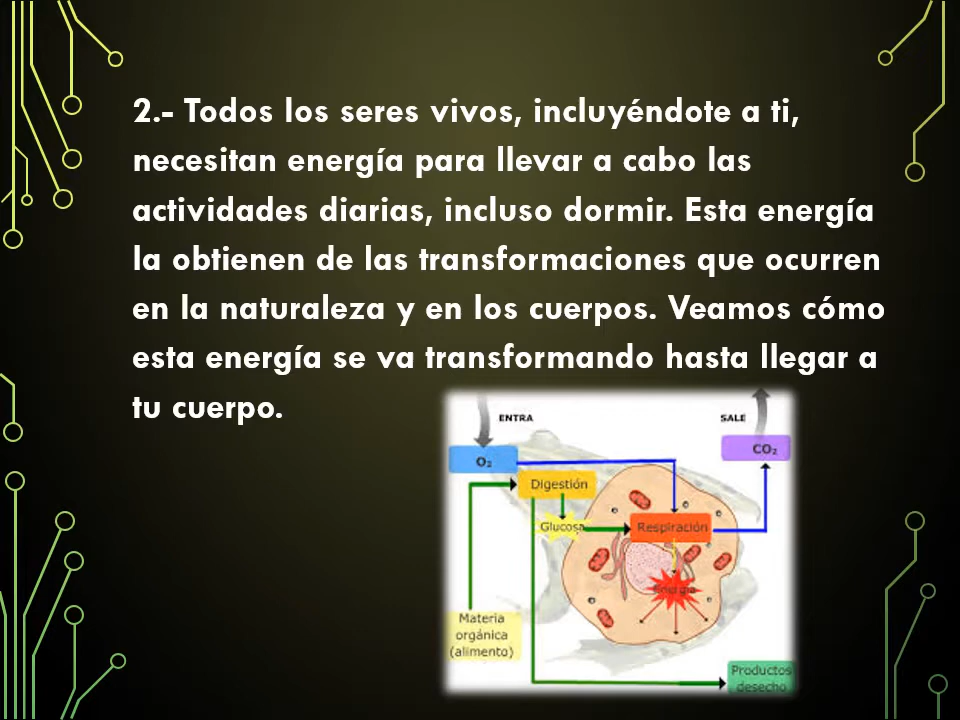 2.- Todos los seres vivos, incluyéndote a ti,
necesitan energía para llevar a cabo las
actividades diarias, incluso dormir. Esta energía
la obtienen de las transformaciones que ocurren
en la naturaleza y en los cuerpos. Veamos cómo
esta energía se va transformando hasta llegar a
tu cuerpo.
ENTRA
SALE
O₂
CO₂
Digestión
Glucosa
Respiración
Energía
Materia
orgánica
(alimento)
Productos
desecho